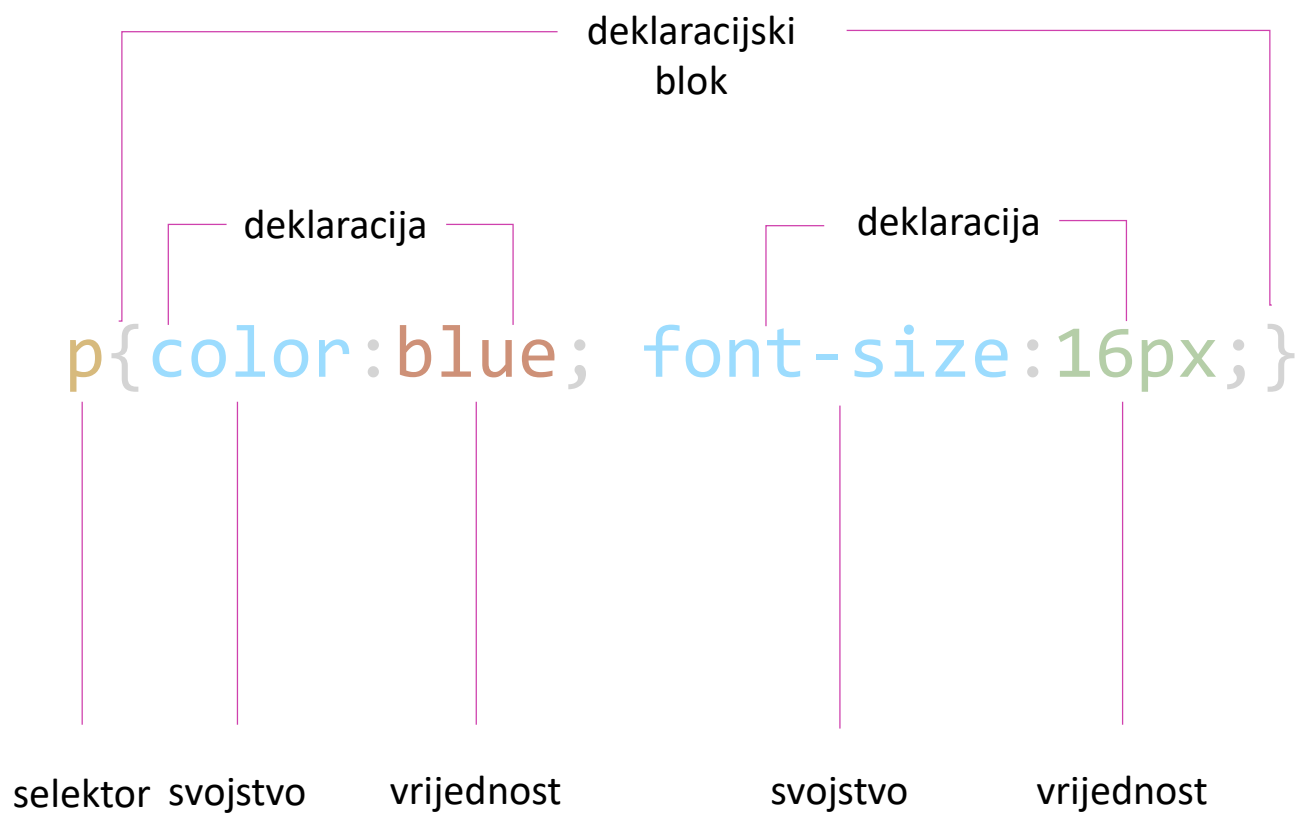 deklaracijski
blok
deklaracija
deklaracija
p{color:blue; font-size:16px;}
selektor svojstvo vrijednost svojstvo vrijednost